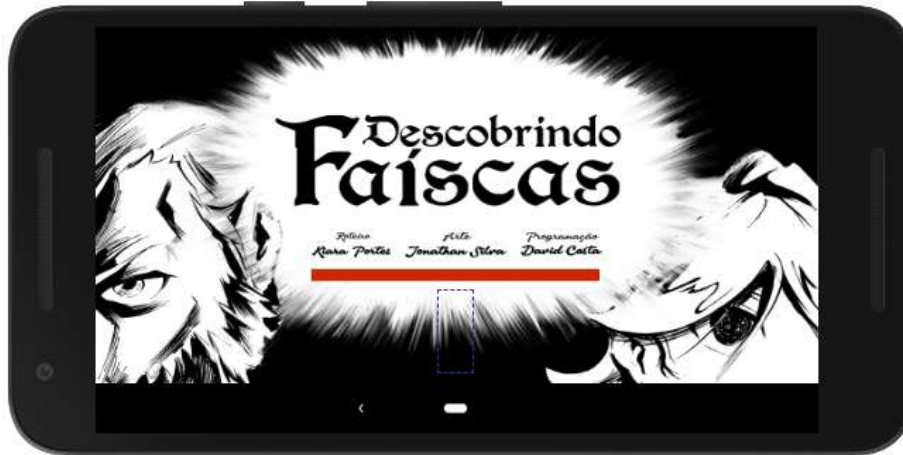 Descobrindo
Faíscas
Roteiro Arte Programação
Kiara Portes Jonathan Silva David Costa